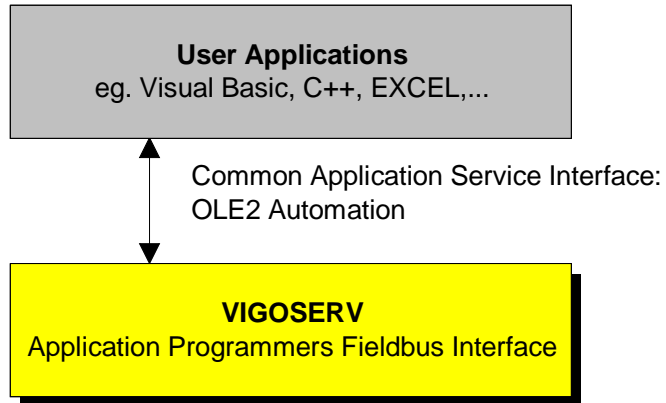 User Applications
eg. Visual Basic, C++, EXCEL,...
Common Application Service Interface:
OLE2 Automation
VIGOSERV
Application Programmers Fieldbus Interface